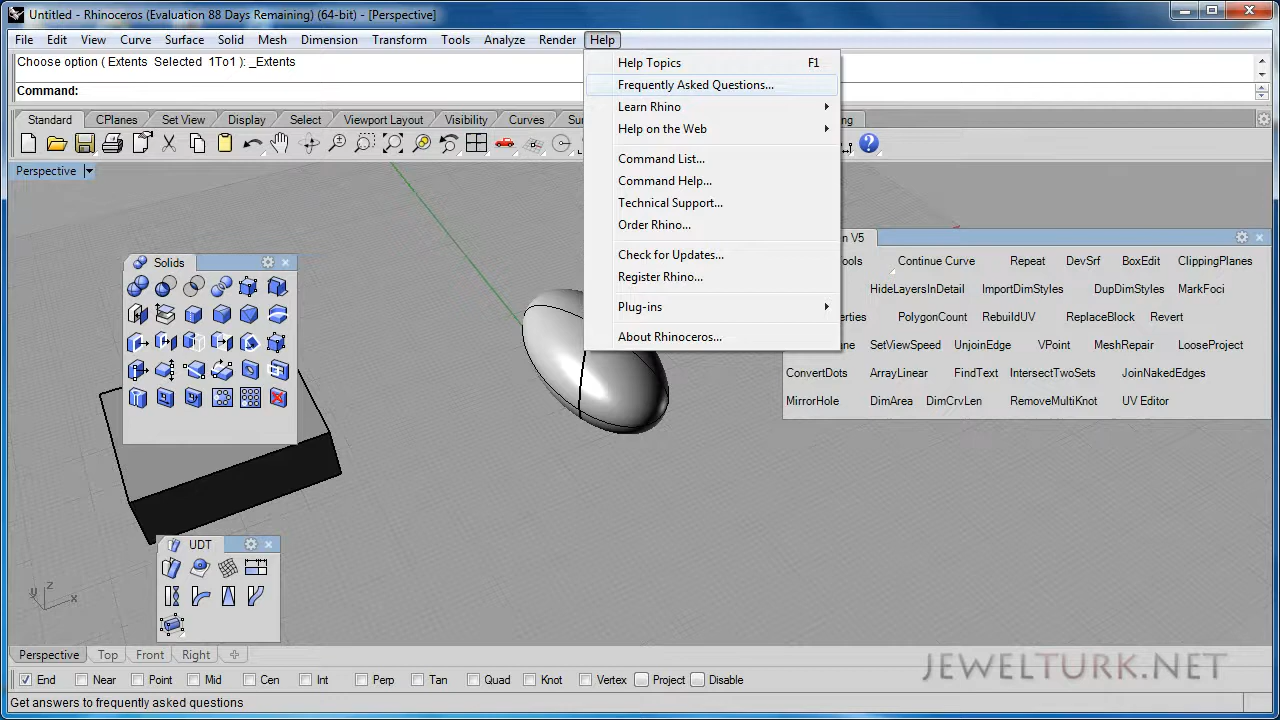 Untitled - Rhinoceros (Evaluation 88 Days Remaining) (64-bit) - [Perspective]
File Edit View Curve Surface Solid Mesh Dimension Transform Tools Analyze Render Help
Choose option ( Extents Selected 1To1 ): _Extents
Command:
Help Topics F1
Frequently Asked Questions...
Learn Rhino
Help on the Web
Command List...
Command Help...
Technical Support...
Order Rhino...
Check for Updates...
Register Rhino...
Plug-ins
About Rhinoceros...
Standard CPlanes Set View Display Select Viewport Layout Visibility Curves Su ng
Perspective
Solids
n V5
ools Continue Curve Repeat DevSrf BoxEdit ClippingPlanes
HideLayersInDetail ImportDimStyles DupDimStyles MarkFoci
erties PolygonCount RebuildUV ReplaceBlock Revert
SetViewSpeed UnjoinEdge VPoint MeshRepair LooseProject
ConvertDots ArrayLinear FindText IntersectTwoSets JoinNakedEdges
MirrorHole DimArea DimCrvLen RemoveMultiKnot UV Editor
UDT
z
y x
Perspective Top Front Right
JEWELTURK.NET
End Near Point Mid Cen Int Perp Tan Quad Knot Vertex Project Disable
Get answers to frequently asked questions